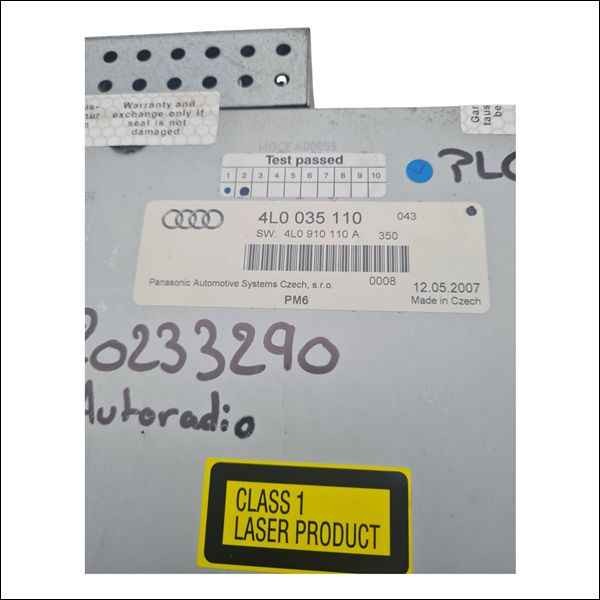 Warranty and
exchange only if
seal is not
damaged
Test passed
1 2 3 4 5 6 7 8 9 10
PLO
4L0 035 110 043
SW: 4L0 910 110 A 350
0008
Panasonic Automotive Systems Czech, s.r.o.
12.05.2007
PM6
Made in Czech
20233290
Autoradio
CLASS 1
LASER PRODUCT